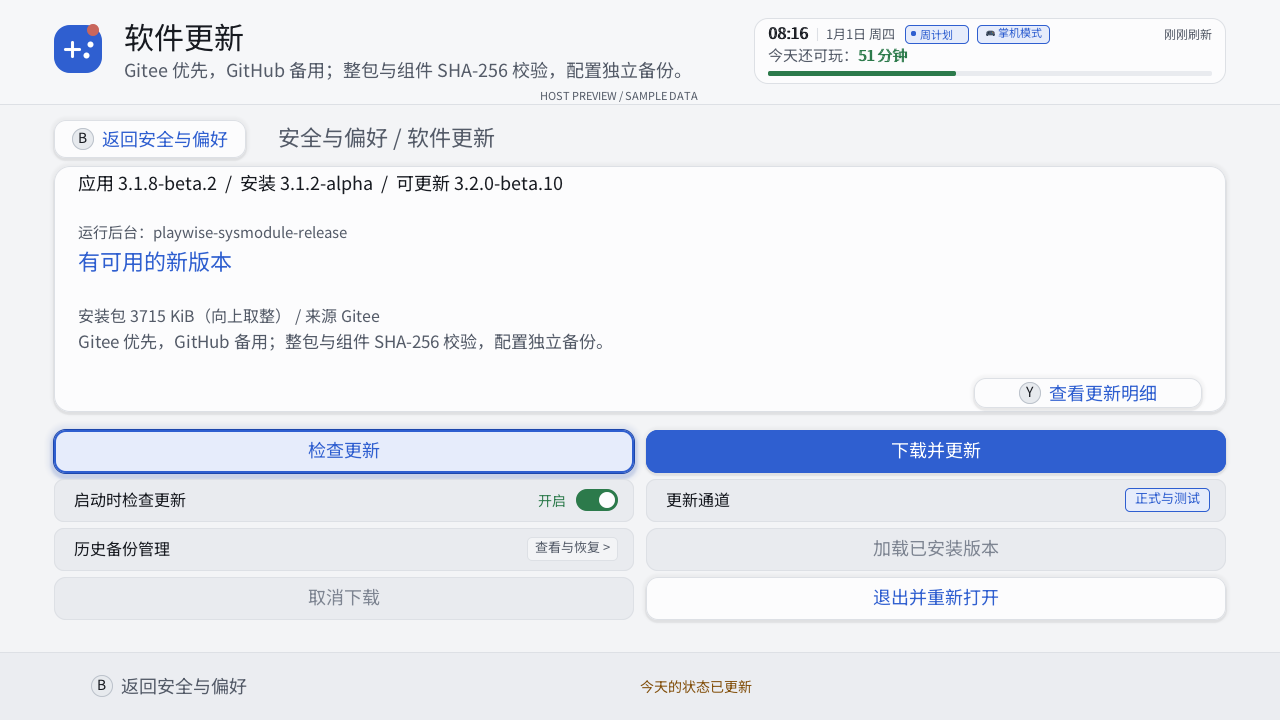 软件更新
Gitee 优先，GitHub 备用；整包与组件 SHA-256 校验，配置独立备份。
08:16 1月1日 周四 周计划 掌机模式 刚刚刷新
今天还可玩：51 分钟
HOST PREVIEW / SAMPLE DATA
B 返回安全与偏好 安全与偏好 / 软件更新
应用 3.1.8-beta.2 / 安装 3.1.2-alpha / 可更新 3.2.0-beta.10
运行后台：playwise-sysmodule-release
有可用的新版本
安装包 3715 KiB（向上取整） / 来源 Gitee
Gitee 优先，GitHub 备用；整包与组件 SHA-256 校验，配置独立备份。
Y 查看更新明细
检查更新 下载并更新
启动时检查更新 开启 更新通道 正式与测试
历史备份管理 查看与恢复 > 加载已安装版本
取消下载 退出并重新打开
B 返回安全与偏好 今天的状态已更新